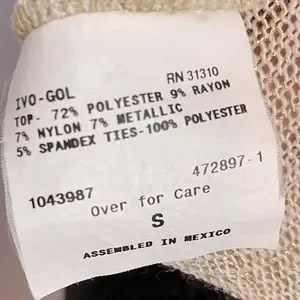 IVO-GOL RN 31310
TOP- 72% POLYESTER 9% RAYON
7% NYLON 7% METALLIC
5% SPANDEX TIES-100% POLYESTER
472897-1
1043987
Over for Care
S
ASSEMBLED IN MEXICO